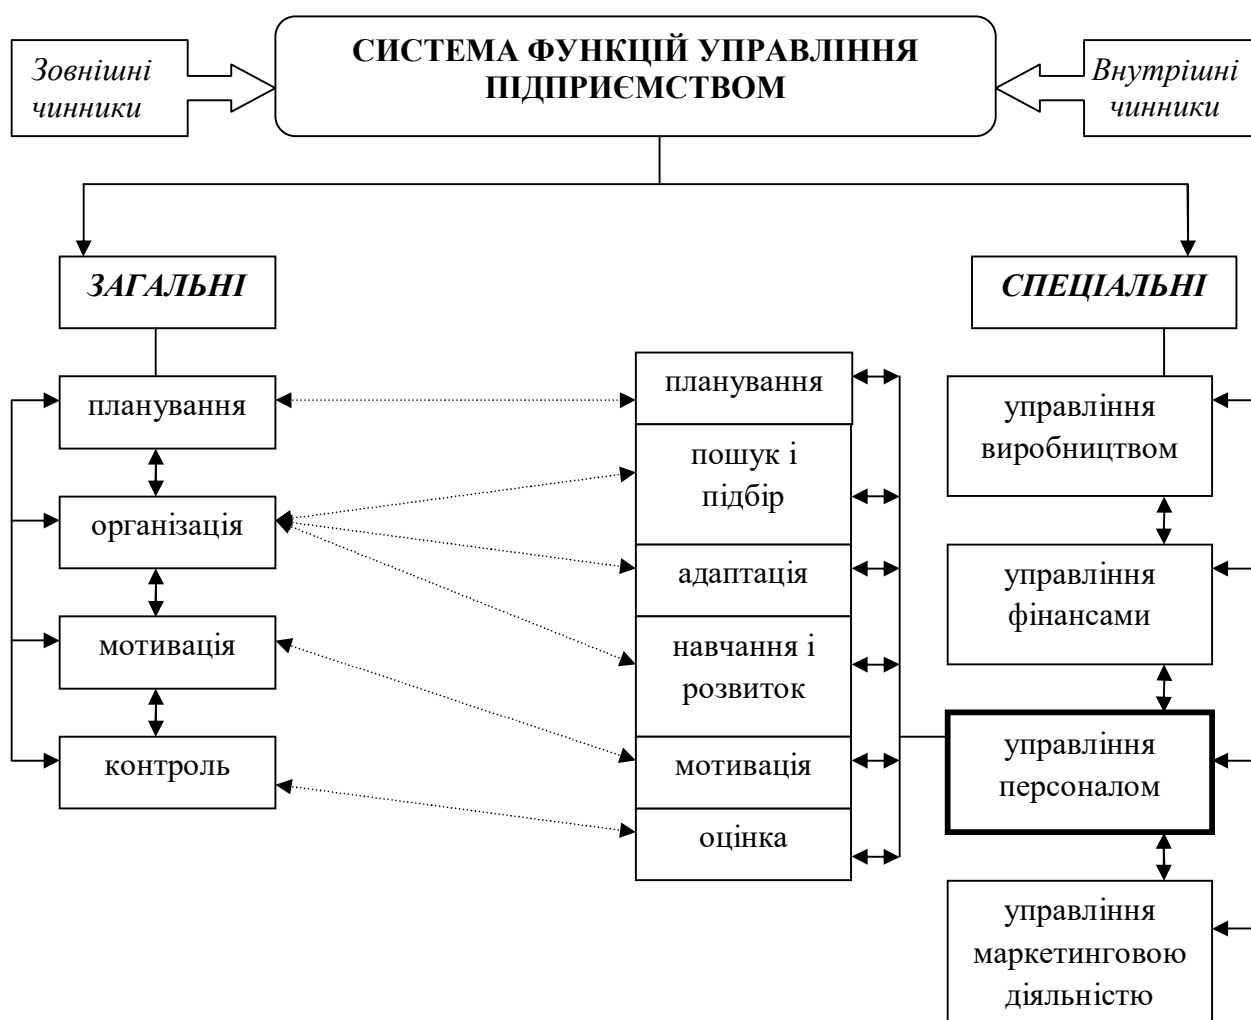 СИСТЕМА ФУНКЦІЙ УПРАВЛІННЯ
ПІДПРИЄМСТВОМ
Зовнішні
чинники
Внутрішні
чинники
ЗАГАЛЬНІ
СПЕЦІАЛЬНІ
планування
організація
мотивація
контроль
планування
пошук і
підбір
адаптація
навчання і
розвиток
мотивація
оцінка
управління
виробництвом
управління
фінансами
управління
персоналом
управління
маркетинговою
діяльністю